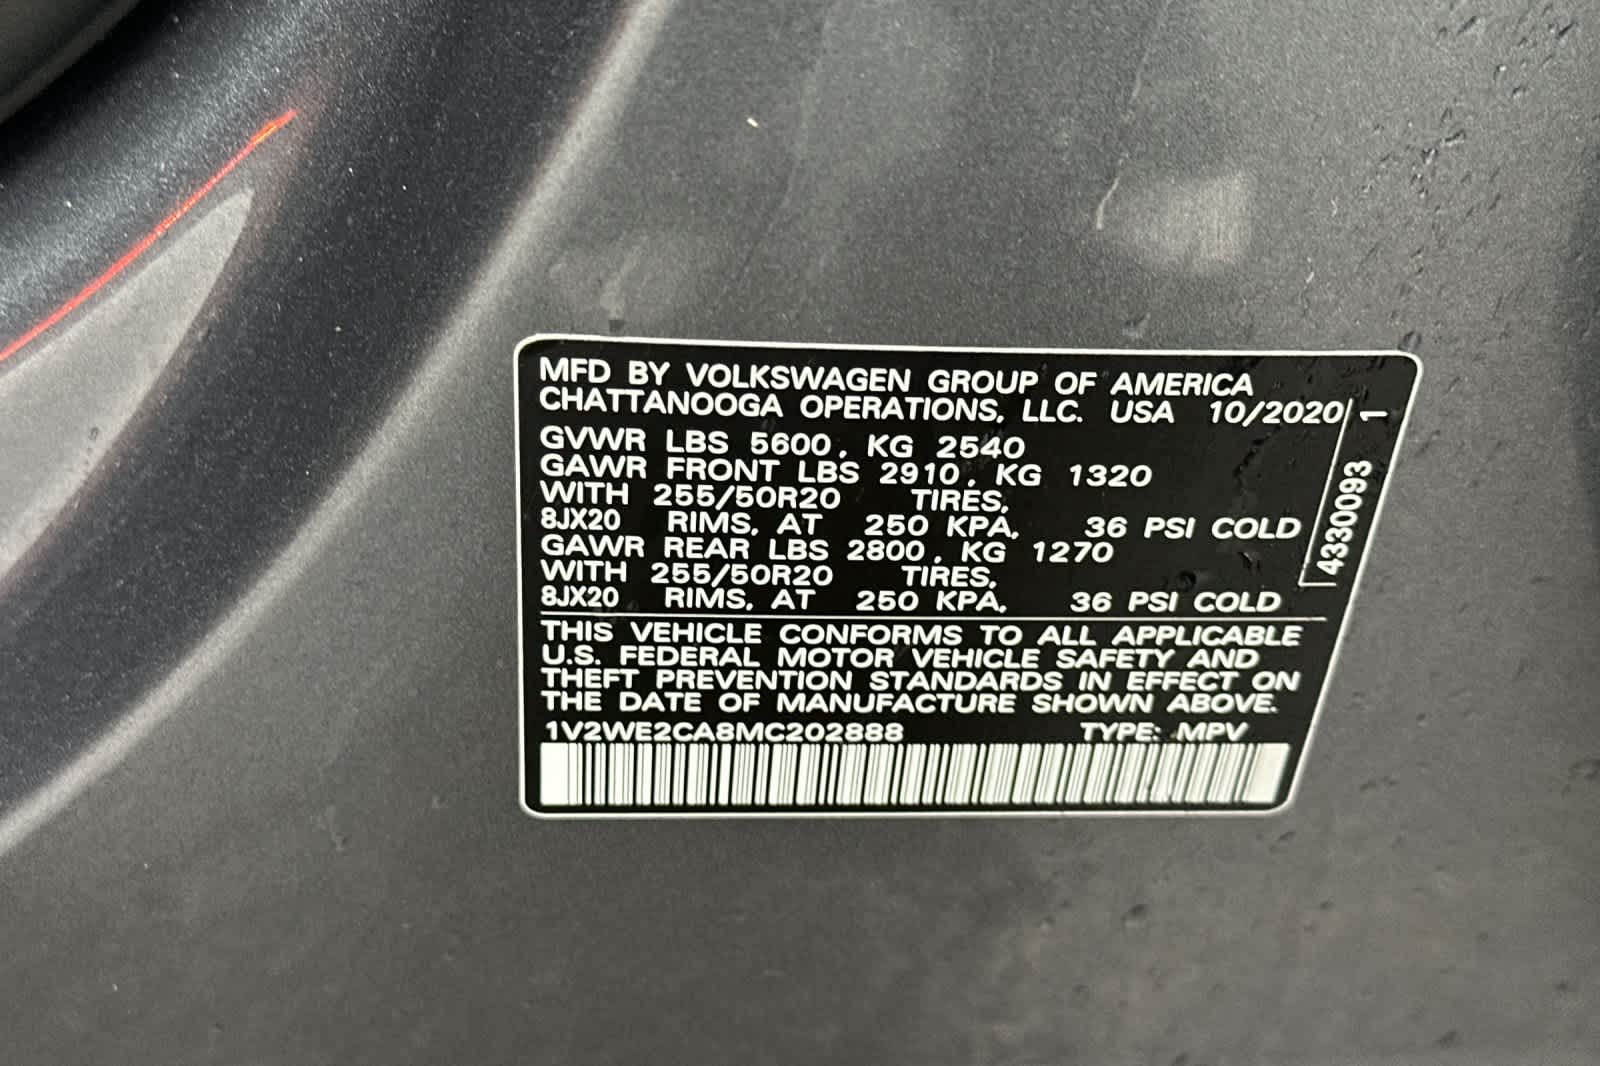 MFD BY VOLKSWAGEN GROUP OF AMERICA
CHATTANOOGA OPERATIONS, LLC. USA 10/2020
GVWR LBS 5600, KG 2540
GAWR FRONT LBS 2910, KG 1320
WITH 255/50R20 TIRES,
8JX20 RIMS, AT 250 KPA, 36 PSI COLD
GAWR REAR LBS 2800, KG 1270
WITH 255/50R20 TIRES,
8JX20 RIMS, AT 250 KPA, 36 PSI COLD
THIS VEHICLE CONFORMS TO ALL APPLICABLE
U.S. FEDERAL MOTOR VEHICLE SAFETY AND
THEFT PREVENTION STANDARDS IN EFFECT ON
THE DATE OF MANUFACTURE SHOWN ABOVE.
1V2WE2CA8MC202888 TYPE: MPV
4330093 1